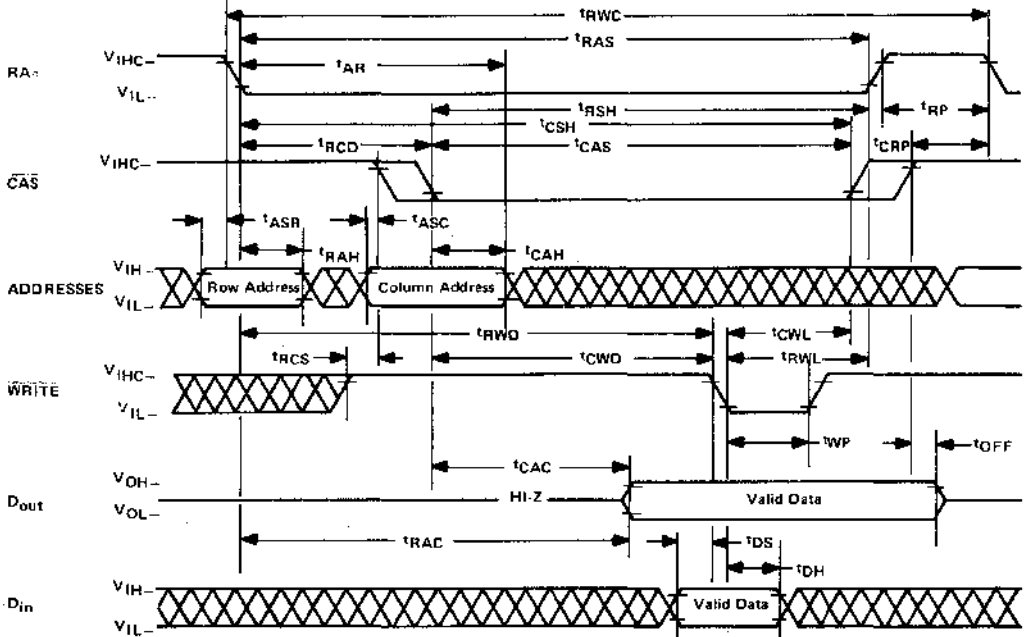 tRWC
tRAS
RAS VIHC
tAR
VIL
tRSH
tRP
tCSH
tRCD
tCAS
tCRP
VIHC
CAS
tASR
tASC
tRAH
tCAH
VIH
ADDRESSES Row Address Column Address
VIL
tRWD
tCWL
tRCS
tCWD
tRWL
VIHC
WRITE
VIL
tWP
tOFF
tCAC
VOH
Dout HI-Z Valid Data
VOL
tRAC
tDS
tDH
VIH
Din Valid Data
VIL